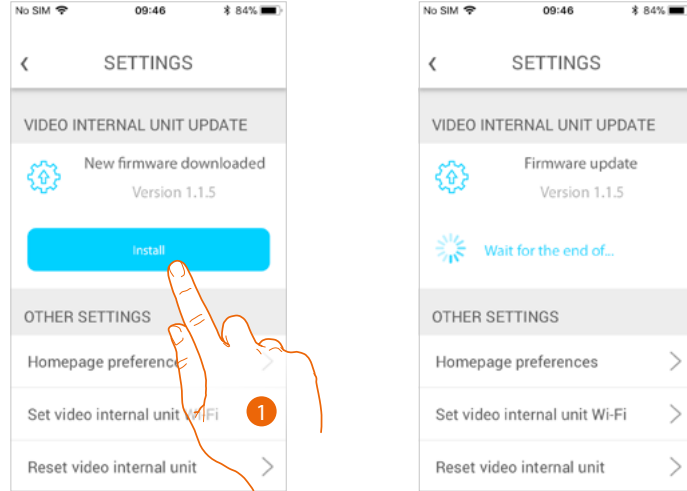 No SIM 09:46 84%
SETTINGS
VIDEO INTERNAL UNIT UPDATE
New firmware downloaded
Version 1.1.5
Install
OTHER SETTINGS
Homepage preferenc
Set video internal unit Wi-Fi
1
Reset video internal unit
No SIM 09:46 84%
SETTINGS
VIDEO INTERNAL UNIT UPDATE
Firmware update
Version 1.1.5
Wait for the end of...
OTHER SETTINGS
Homepage preferences
Set video internal unit Wi-Fi
Reset video internal unit